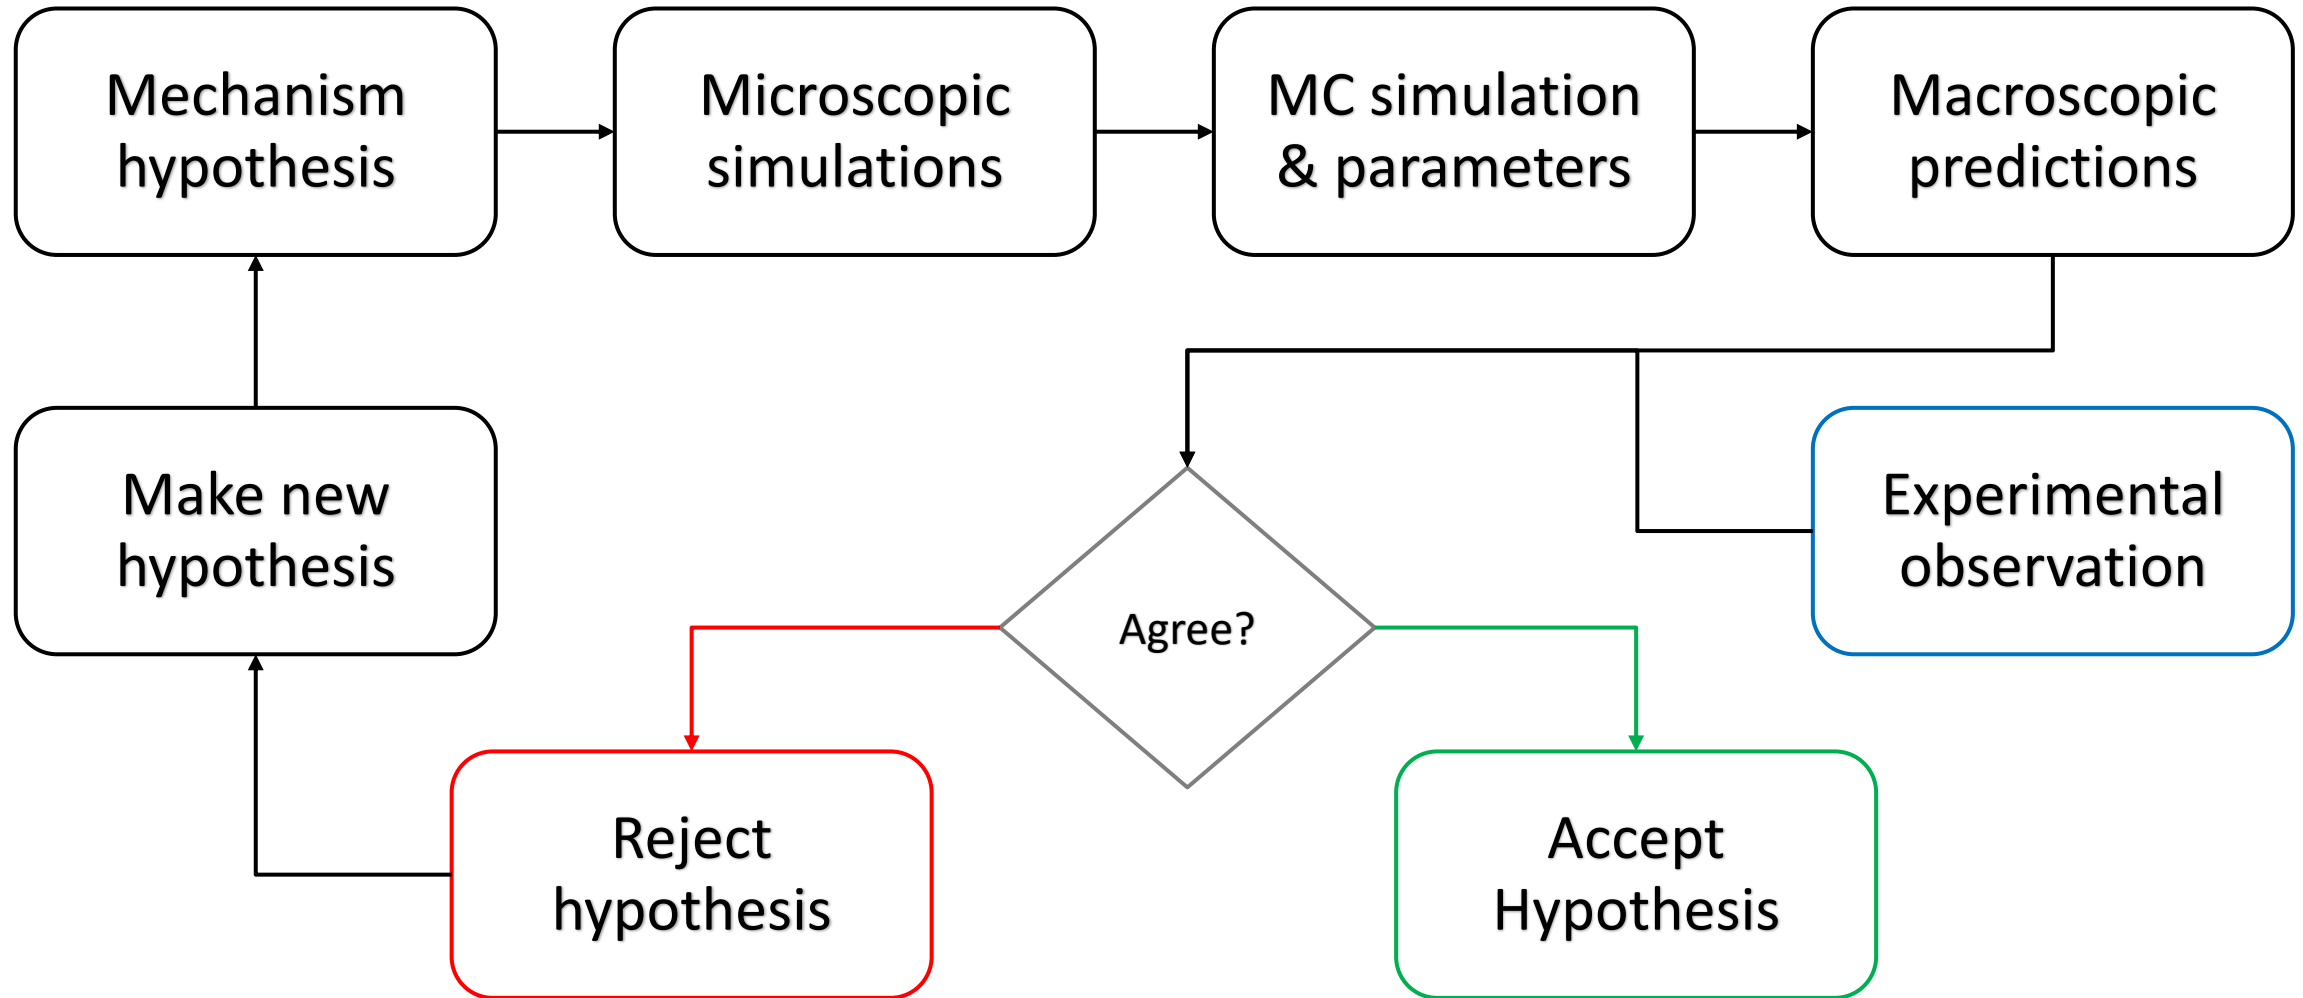 Mechanism
hypothesis
Microscopic
simulations
MC simulation
& parameters
Macroscopic
predictions
Make new
hypothesis
Experimental
observation
Agree?
Reject
hypothesis
Accept
Hypothesis